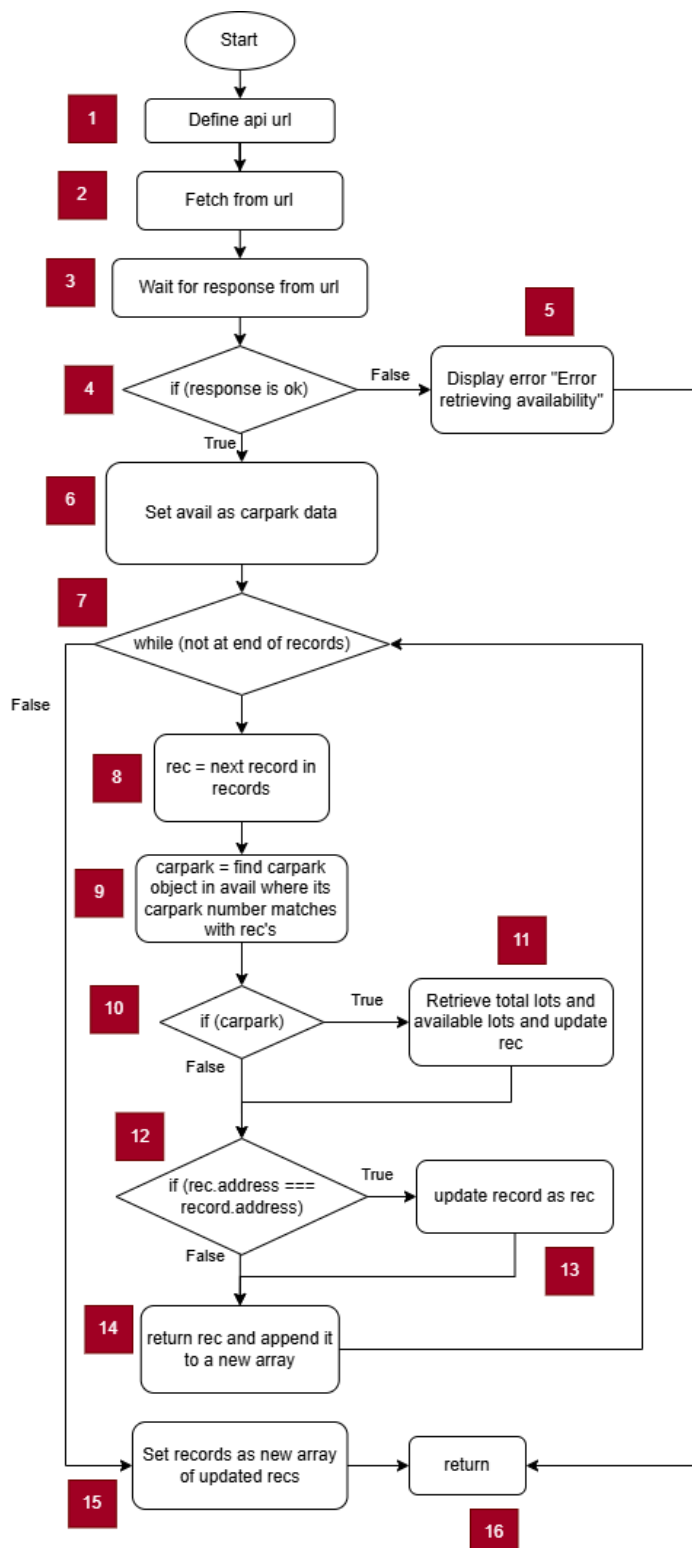 Start
1
Define api url
2
Fetch from url
3
Wait for response from url
5
4
if (response is ok)
False
Display error "Error
retrieving availability"
True
6
Set avail as carpark data
7
while (not at end of records)
False
8
rec = next record in
records
9
carpark = find carpark
object in avail where its
carpark number matches
with rec's
11
10
if (carpark)
True
Retrieve total lots and
available lots and update
rec
False
12
if (rec.address ===
record.address)
True
update record as rec
False
13
14
return rec and append it
to a new array
Set records as new array
of updated recs
return
15
16